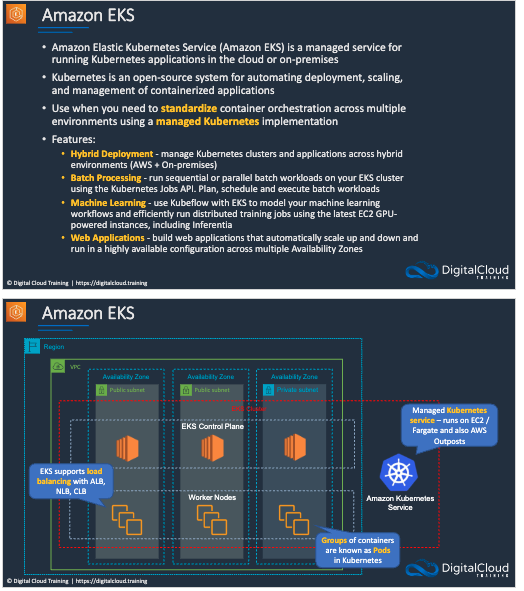 Amazon EKS
• Amazon Elastic Kubernetes Service (Amazon EKS) is a managed service for
running Kubernetes applications in the cloud or on-premises
• Kubernetes is an open-source system for automating deployment, scaling,
and management of containerized applications
• Use when you need to standardize container orchestration across multiple
environments using a managed Kubernetes implementation
• Features:
• Hybrid Deployment - manage Kubernetes clusters and applications across hybrid
environments (AWS + On-premises)
• Batch Processing - run sequential or parallel batch workloads on your EKS cluster
using the Kubernetes Jobs API. Plan, schedule and execute batch workloads
• Machine Learning - use Kubeflow with EKS to model your machine learning
workflows and efficiently run distributed training jobs using the latest EC2 GPU-
powered instances, including Inferentia
• Web Applications - build web applications that automatically scale up and down and
run in a highly available configuration across multiple Availability Zones
© Digital Cloud Training | https://digitalcloud.training
DigitalCloud
TRAINING
Amazon EKS
Region
VPC
Availability Zone
Availability Zone
Availability Zone
Public subnet
Public subnet
Private subnet
EKS Cluster
EKS Control Plane
Managed Kubernetes
service – runs on EC2 /
Fargate and also AWS
Outposts
EKS supports load
balancing with ALB,
NLB, CLB
Worker Nodes
Amazon Kubernetes
Service
Groups of containers
are known as Pods
in Kubernetes
© Digital Cloud Training | https://digitalcloud.training
DigitalCloud
TRAINING